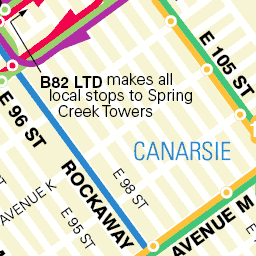 B82 LTD makes all
local stops to Spring
Creek Towers
E 105 ST
E 96 ST
CANARSIE
ROCKAWAY
E 98 ST
AVENUE K
E 95 ST
AVENUE M